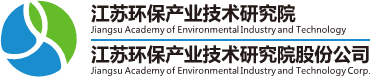 江苏环保产业技术研究院
Jiangsu Academy of Environmental Industry and Technology
江苏环保产业技术研究院股份公司
Jiangsu Academy of Environmental Industry and Technology Corp.